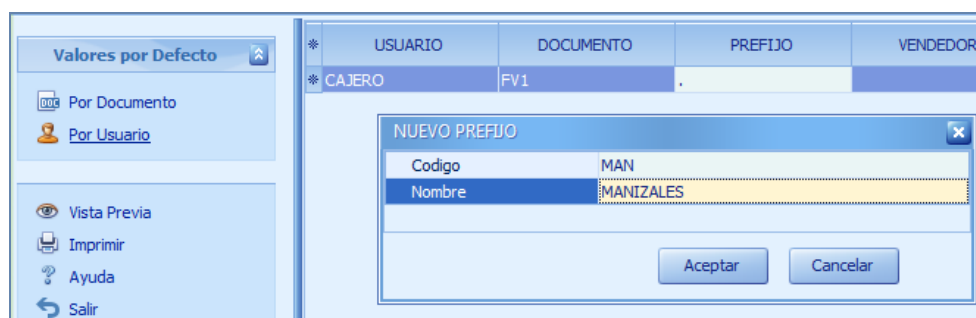 Valores por Defecto
Por Documento
Por Usuario
Vista Previa
Imprimir
Ayuda
Salir
USUARIO DOCUMENTO PREFIJO VENDEDOR
CAJERO FV1 .
NUEVO PREFIJO
Codigo MAN
Nombre MANIZALES
Aceptar Cancelar